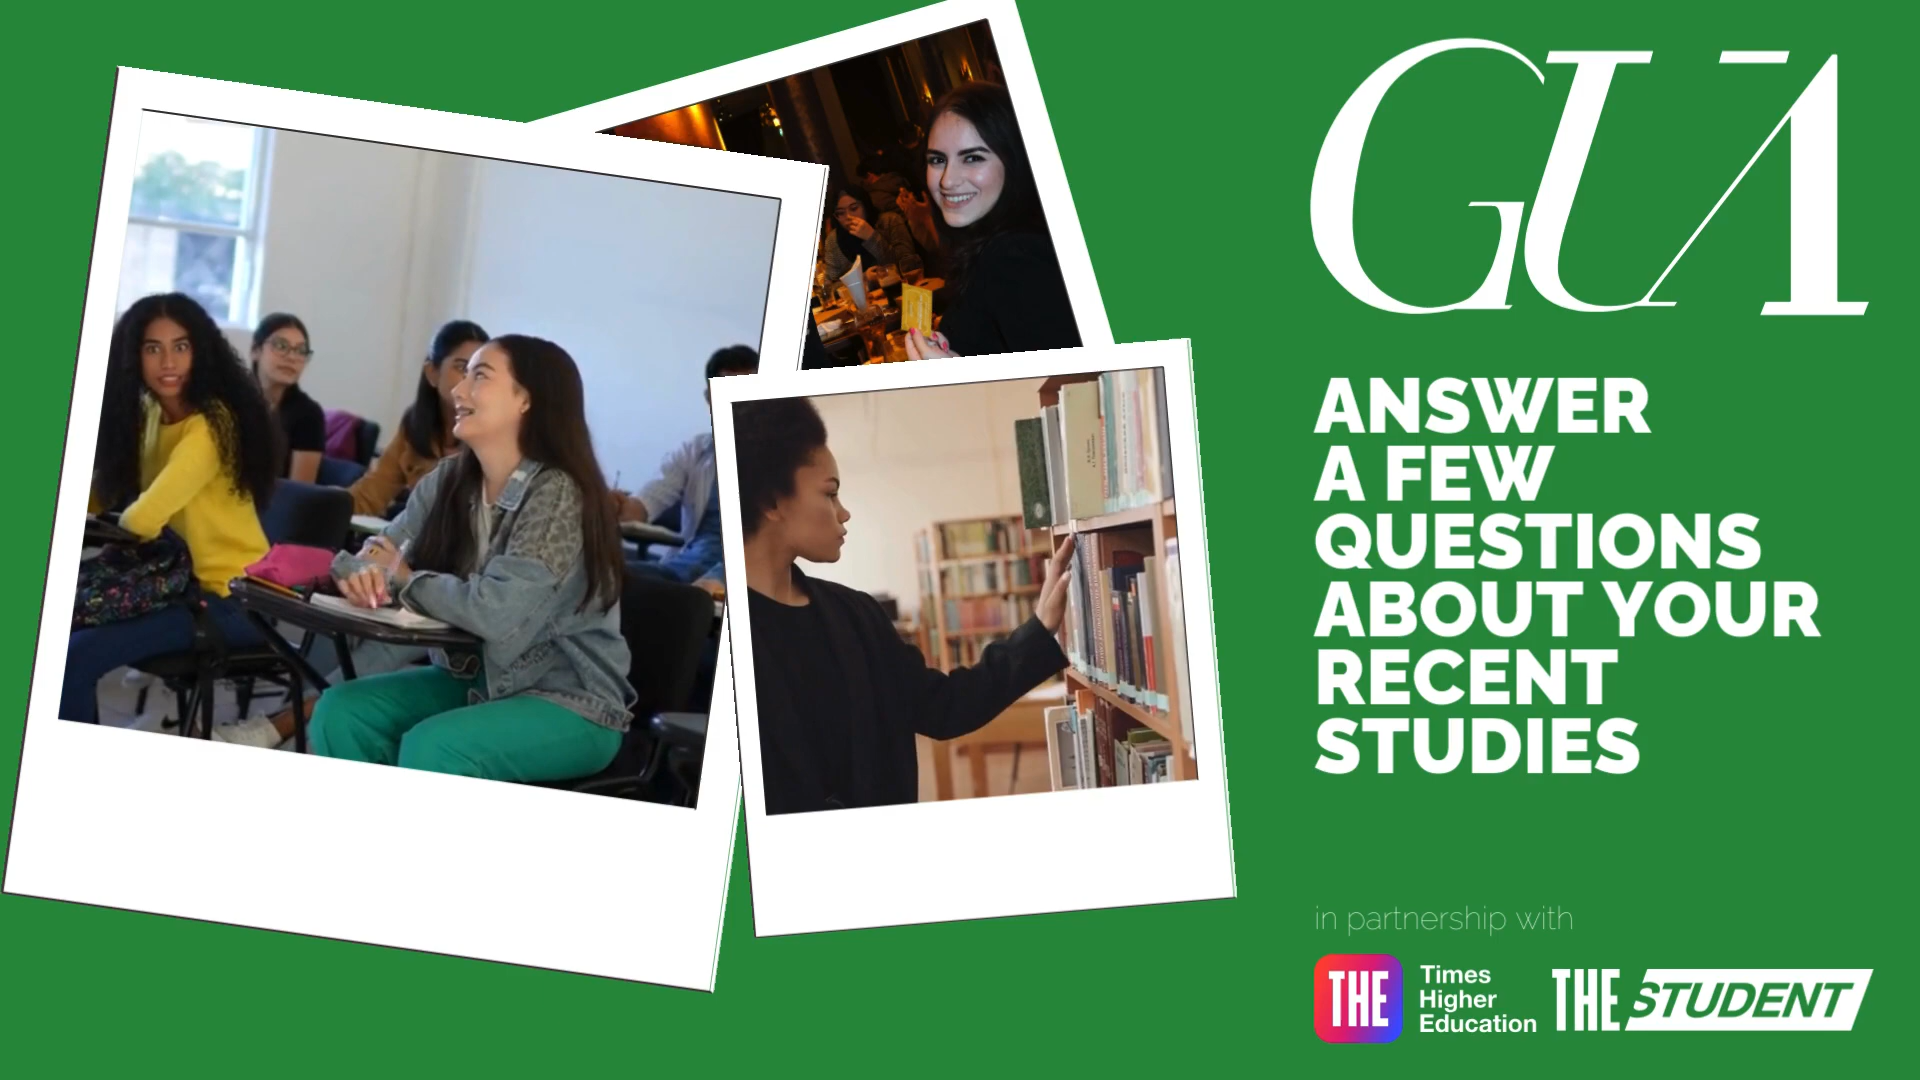 GUA
ANSWER
A FEW
QUESTIONS
ABOUT YOUR
RECENT
STUDIES
in partnership with
THE
Times
Higher
Education
THE STUDENT